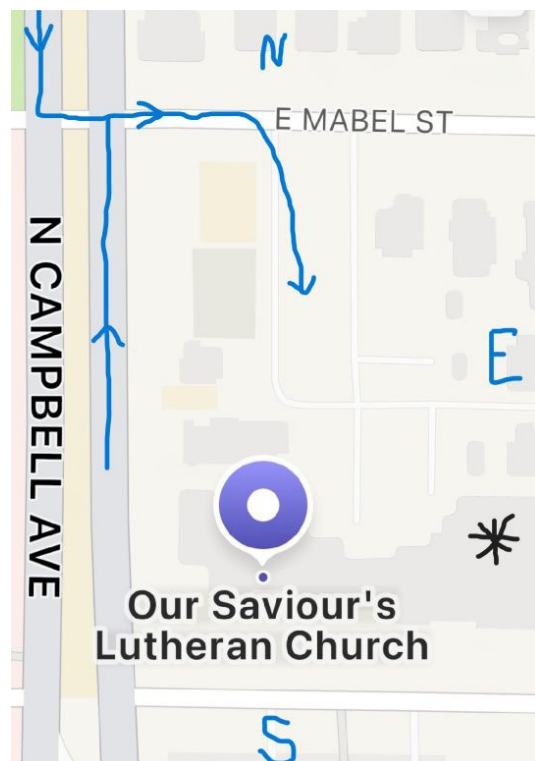 N
E MABEL ST
N CAMPBELL AVE
E
Our Saviour's
Lutheran Church
S